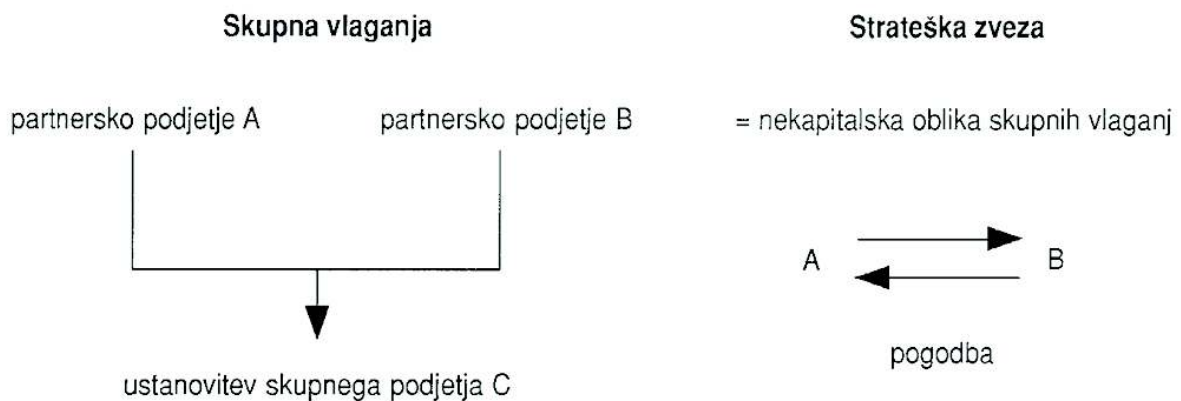 Skupna vlaganja
partnersko podjetje A
partnersko podjetje B
ustanovitev skupnega podjetja C
Strateška zveza
= nekapitalska oblika skupnih vlaganj
A
B
pogodba